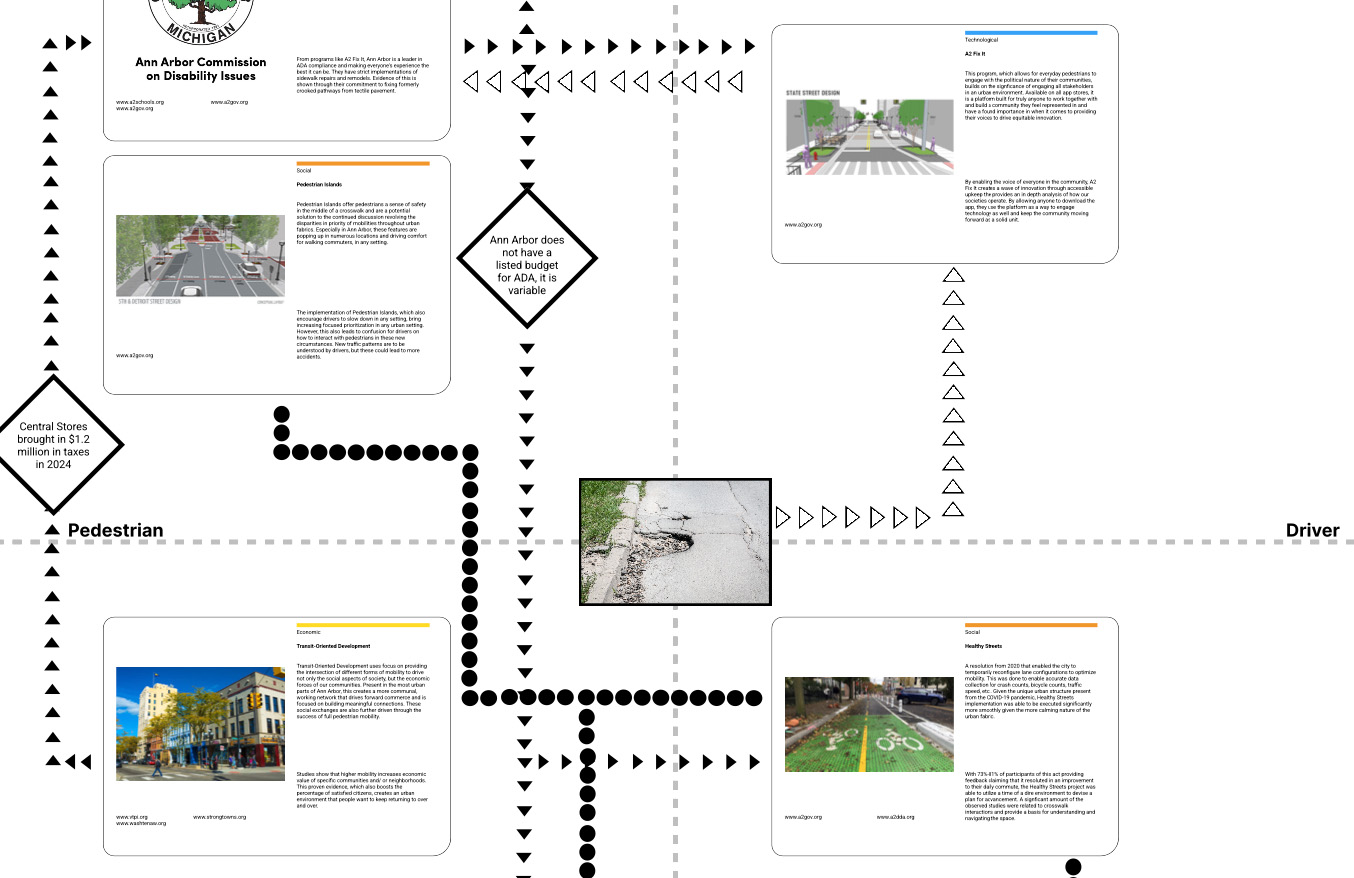 MICHIGAN
Ann Arbor Commission
on Disability Issues
www.a2schools.org
www.a2gov.org
www.a2gov.org
From programs like A2 Fix It, Ann Arbor is a leader in
ADA compliance and making everyone's experience the
best it can be. They have strict implementations of
sidewalk repairs and remodels. Evidence of this is
shown through their commitment to fixing formerly
crooked pathways from tactile pavement.
Technological
A2 Fix It
This program, which allows for everyday pedestrians to
engage with the political nature of their communities,
builds on the signficance of engaging all stakeholders
in an urban environment. Available on all app stores, it
is a platform built for truly anyone to work together with
and build a community they feel represented in and
have a found importance in when it comes to providing
their voices to drive equitable innovation.
STATE STREET DESIGN
By enabling the voice of everyone in the community, A2
Fix It creates a wave of innovation through accessible
upkeep the provides an in depth analysis of how our
societies operate. By allowing anyone to download the
app, they use the platform as a way to engage
technology as well and keep the community moving
forward as a solid unit.
www.a2gov.org
Social
Pedestrian Islands
Pedestrian Islands offer pedestrians a sense of safety
in the middle of a crosswalk and are a potential
solution to the continued discussion revolving the
disparities in priority of mobilities throughout urban
fabrics. Especially in Ann Arbor, these features are
popping up in numerous locations and driving comfort
for walking commuters, in any setting.
5TH & DETROIT STREET DESIGN
The implementation of Pedestrian Islands, which also
encourage drivers to slow down in any setting, bring
increasing focused prioritization in any urban setting.
However, this also leads to confusion for drivers on
how to interact with pedestrians in these new
circumstances. New traffic patterns are to be
understood by drivers, but these could lead to more
accidents.
www.a2gov.org
Ann Arbor does
not have a
listed budget
for ADA, it is
variable
Central Stores
brought in $1.2
million in taxes
in 2024
Pedestrian
Driver
Economic
Transit-Oriented Development
Transit-Oriented Development uses focus on providing
the intersection of different forms of mobility to drive
not only the social aspects of society, but the economic
forces of our communities. Present in the most urban
parts of Ann Arbor, this creates a more communal,
working network that drives forward commerce and is
focused on building meaningful connections. These
social exchanges are also further driven through the
success of full pedestrian mobility.
Studies show that higher mobility increases economic
value of specific communities and/ or neighborhoods.
This proven evidence, which also boosts the
percentage of satisfied citizens, creates an urban
environment that people want to keep returning to over
and over.
www.vtpi.org
www.strongtowns.org
www.washtenaw.org
Social
Healthy Streets
A resolution from 2020 that enabled the city to
temporarily reconfigure lane configurations to optimize
mobility. This was done to enable accurate data
collection for crash counts, bicycle counts, traffic
speed, etc. Given the unique urban structure present
from the COVID-19 pandemic, Healthy Streets
implementation was able to be executed significantly
more smoothly given the more calming nature of the
urban fabric.
With 73%-81% of participants of this act providing
feedback claiming that it resoluted in an improvement
to their daly commute, the Healthy Streets project was
able to utilize a time of a dire environment to devise a
plan for avancement. A signficant amount of the
observed studies were related to crosswalk
interactions and provide a basis for understanding and
navigating the space.
www.a2gov.org
www.a2dda.org